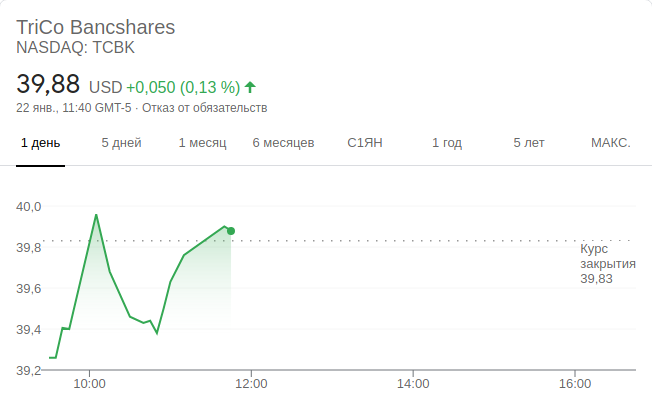 TriCo Bancshares
NASDAQ: TCBK
39,88 USD +0,050 (0,13 %)
22 янв., 11:40 GMT-5 · Отказ от обязательств
1 день 5 дней 1 месяц 6 месяцев С1ЯН 1 год 5 лет МАКС.
40,0
39,8
Курс
закрытия
39,83
39,6
39,4
39,2
10:00 12:00 14:00 16:00